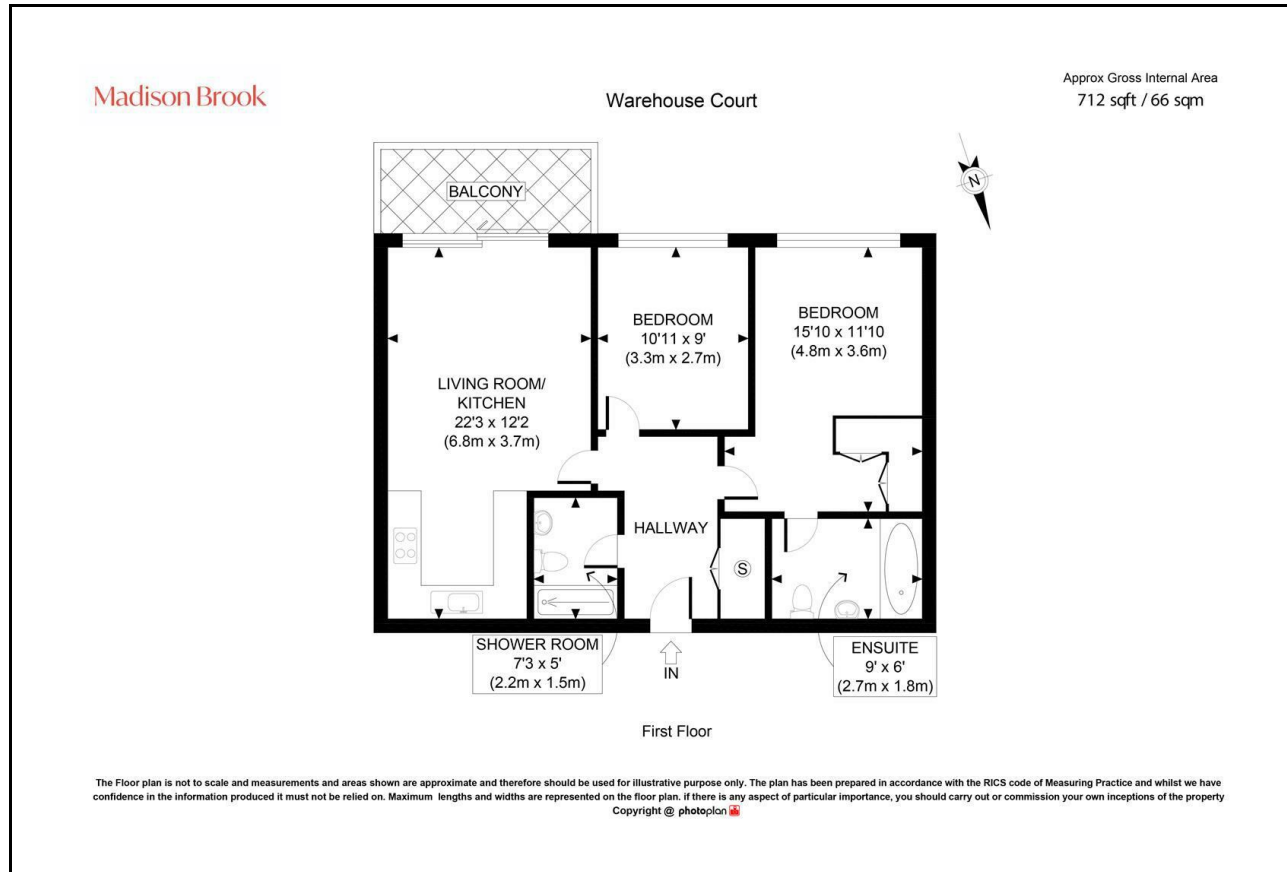 Madison Brook
Warehouse Court
Approx Gross Internal Area
712 sqft / 66 sqm
N
BALCONY
BEDROOM
10'11 x 9'
(3.3m x 2.7m)
BEDROOM
15'10 x 11'10
(4.8m x 3.6m)
LIVING ROOM/
KITCHEN
22'3 x 12'2
(6.8m x 3.7m)
HALLWAY
S
SHOWER ROOM
7'3 x 5'
(2.2m x 1.5m)
IN
ENSUITE
9' x 6'
(2.7m x 1.8m)
First Floor
The Floor plan is not to scale and measurements and areas shown are approximate and therefore should be used for illustrative purpose only. The plan has been prepared in accordance with the RICS code of Measuring Practice and whilst we have
confidence in the information produced it must not be relied on. Maximum lengths and widths are represented on the floor plan. if there is any aspect of particular importance, you should carry out or commission your own inceptions of the property
Copyright @ photoplan